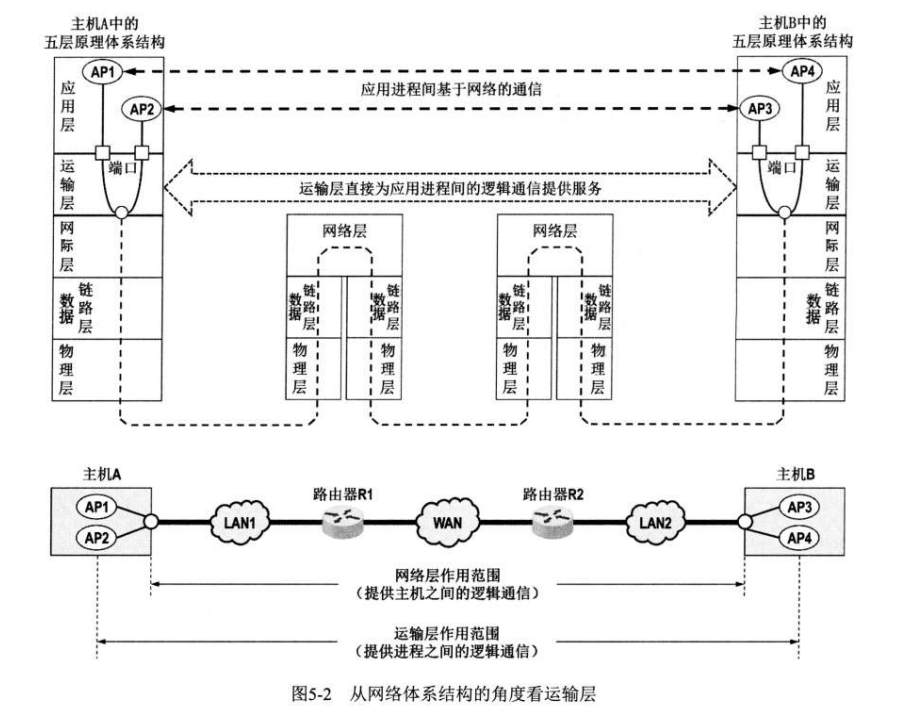 主机A中的
五层原理体系结构
主机B中的
五层原理体系结构
AP1
AP4
应用层
应用进程间基于网络的通信
应用层
AP2
AP3
运输层
端口
运输层直接为应用进程间的逻辑通信提供服务
端口
运输层
网际层
网络层
网络层
网际层
数据链路层
数据链路层
数据链路层
数据链路层
数据链路层
数据链路层
物理层
物理层
物理层
物理层
物理层
物理层
主机A
主机B
AP1
AP2
LAN1
路由器R1
WAN
路由器R2
LAN2
AP3
AP4
网络层作用范围
（提供主机之间的逻辑通信）
运输层作用范围
（提供进程之间的逻辑通信）
图5-2 从网络体系结构的角度看运输层